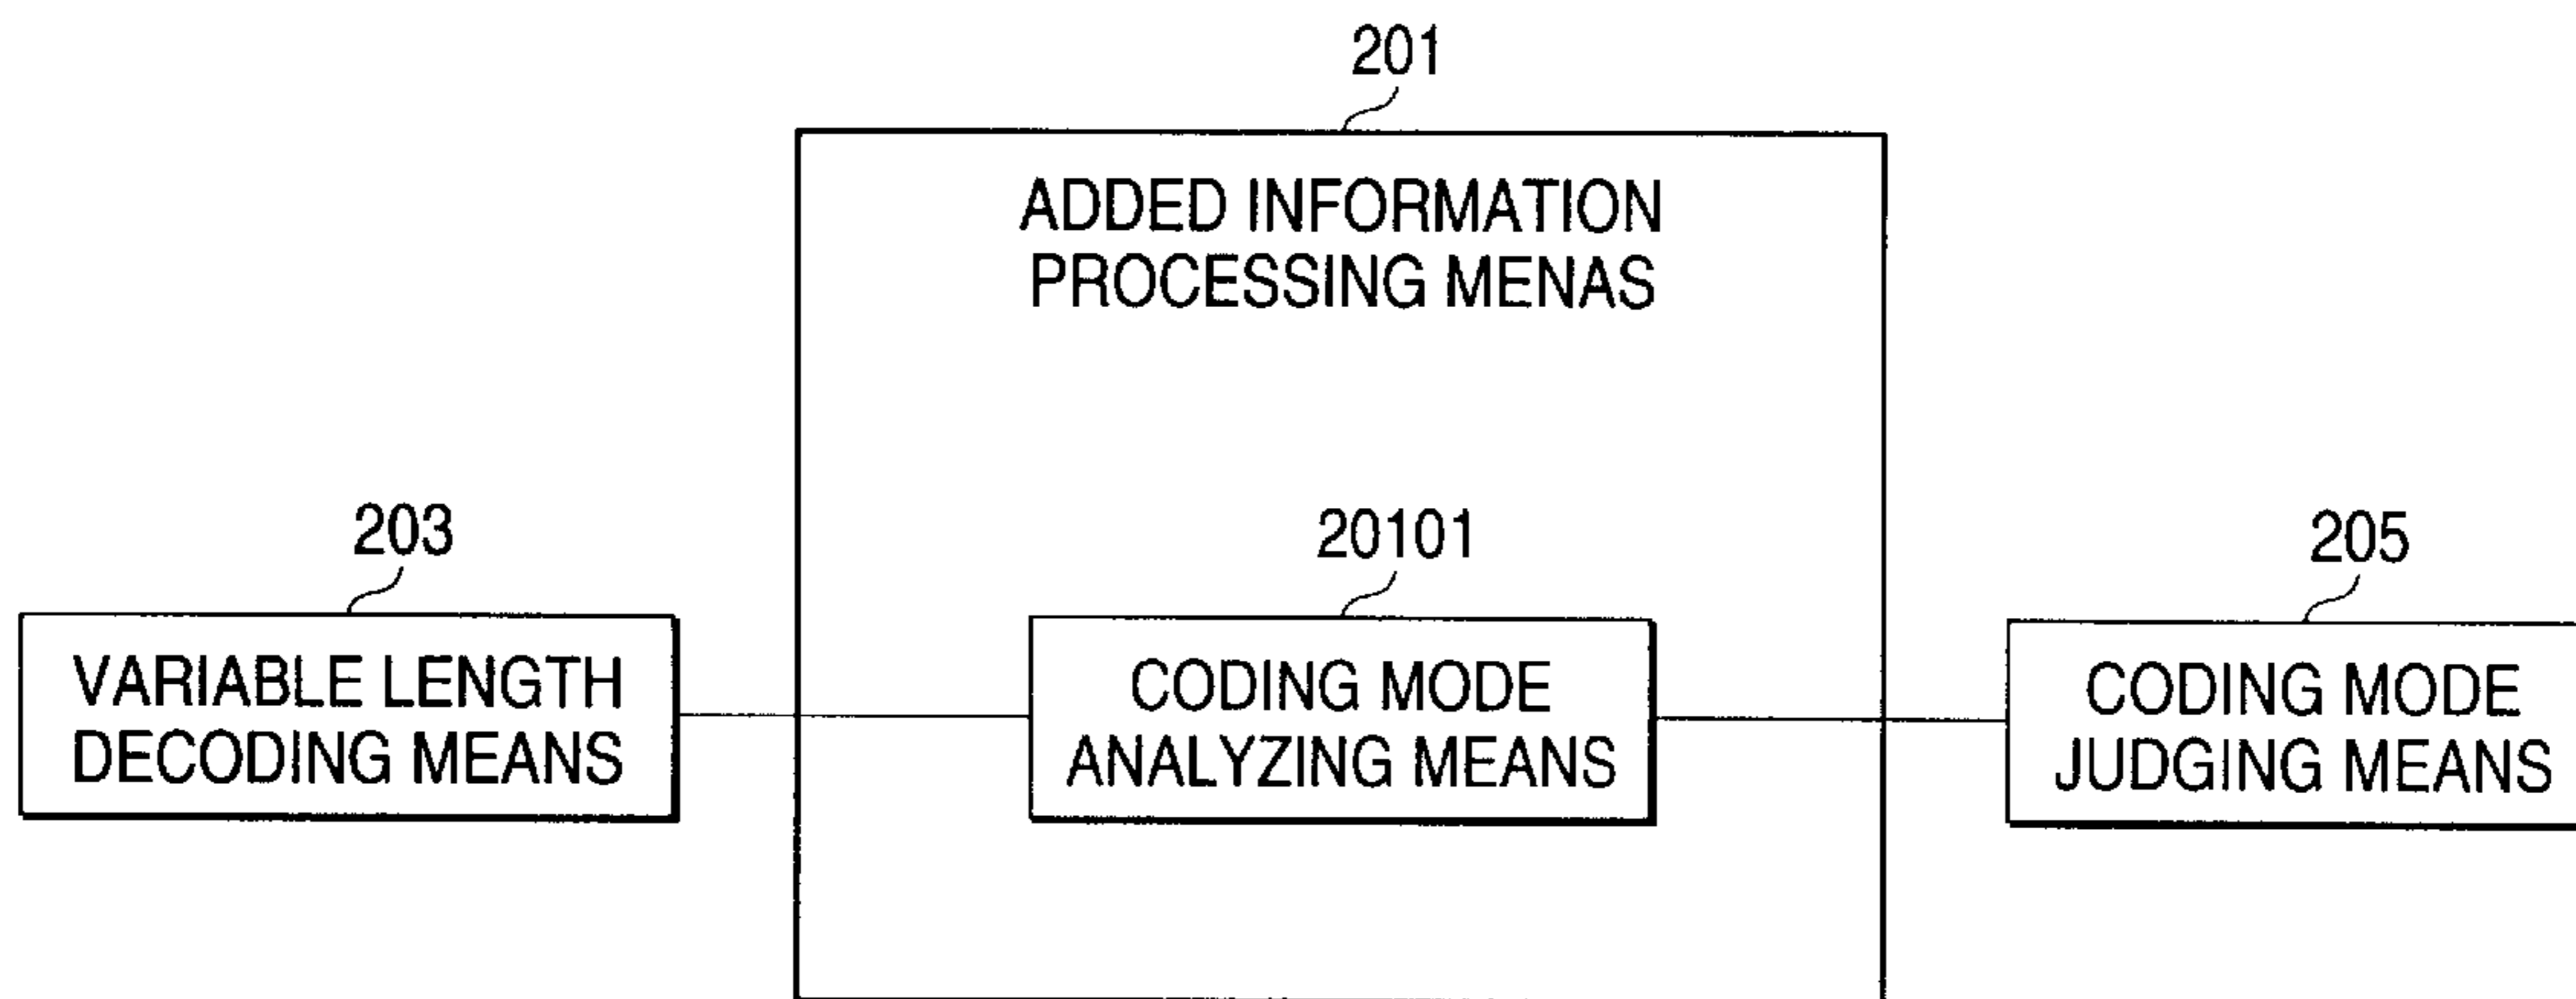 201
ADDED INFORMATION
PROCESSING MENAS
203
VARIABLE LENGTH
DECODING MEANS
20101
CODING MODE
ANALYZING MEANS
205
CODING MODE
JUDGING MEANS